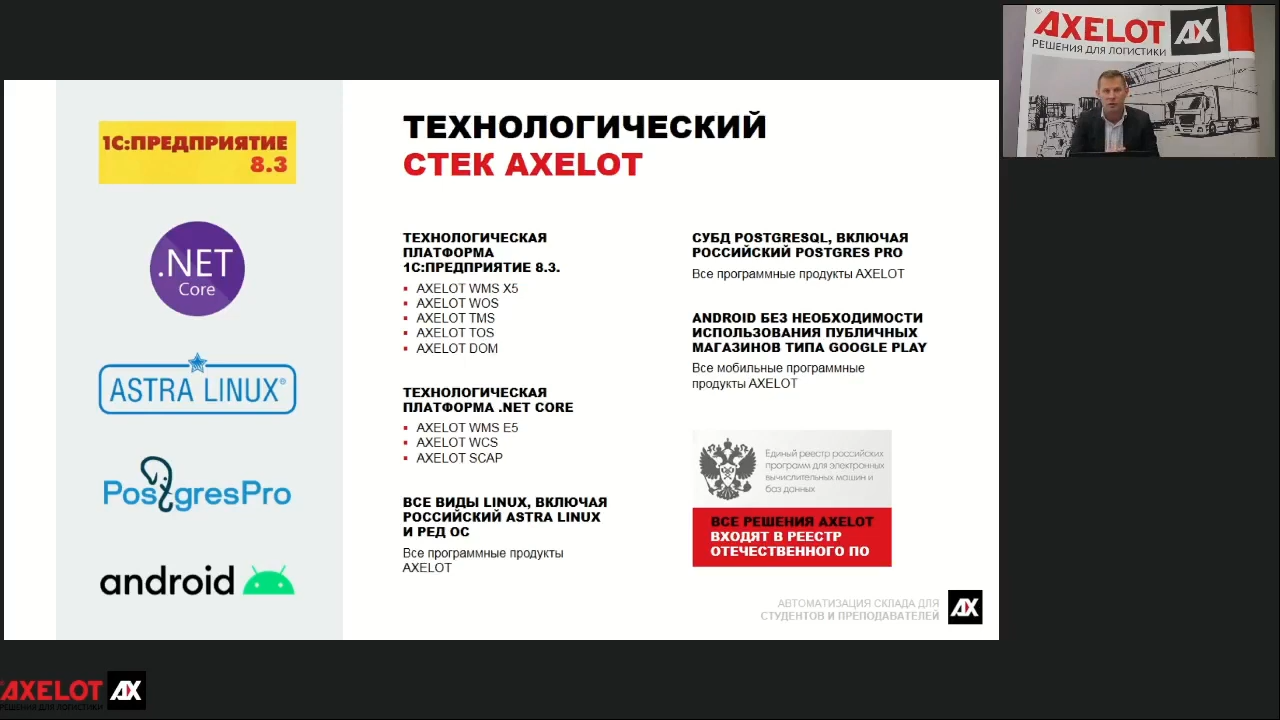 AXELOT AX
РЕШЕНИЯ ДЛЯ ЛОГИСТИКИ
1С:ПРЕДПРИЯТИЕ
8.3
.NET
Core
ASTRA LINUX®
PostgresPro
android
ТЕХНОЛОГИЧЕСКИЙ
СТЕК AXELOT
ТЕХНОЛОГИЧЕСКАЯ
ПЛАТФОРМА
1С:ПРЕДПРИЯТИЕ 8.3.
AXELOT WMS X5
AXELOT WOS
AXELOT TMS
AXELOT TOS
AXELOT DOM
ТЕХНОЛОГИЧЕСКАЯ
ПЛАТФОРМА .NET CORE
AXELOT WMS E5
AXELOT WCS
AXELOT SCAP
ВСЕ ВИДЫ LINUX, ВКЛЮЧАЯ
РОССИЙСКИЙ ASTRA LINUX
И РЕД ОС
Все программные продукты
AXELOT
СУБД POSTGRESQL, ВКЛЮЧАЯ
РОССИЙСКИЙ POSTGRES PRO
Все программные продукты AXELOT
ANDROID БЕЗ НЕОБХОДИМОСТИ
ИСПОЛЬЗОВАНИЯ ПУБЛИЧНЫХ
МАГАЗИНОВ ТИПА GOOGLE PLAY
Все мобильные программные
продукты AXELOT
Единый реестр российских
программ для электронных
вычислительных машин и
баз данных
ВСЕ РЕШЕНИЯ AXELOT
ВХОДЯТ В РЕЕСТР
ОТЕЧЕСТВЕННОГО ПО
АВТОМАТИЗАЦИЯ СКЛАДА ДЛЯ
СТУДЕНТОВ И ПРЕПОДАВАТЕЛЕЙ
AX
AXELOT AX
РЕШЕНИЯ ДЛЯ ЛОГИСТИКИ